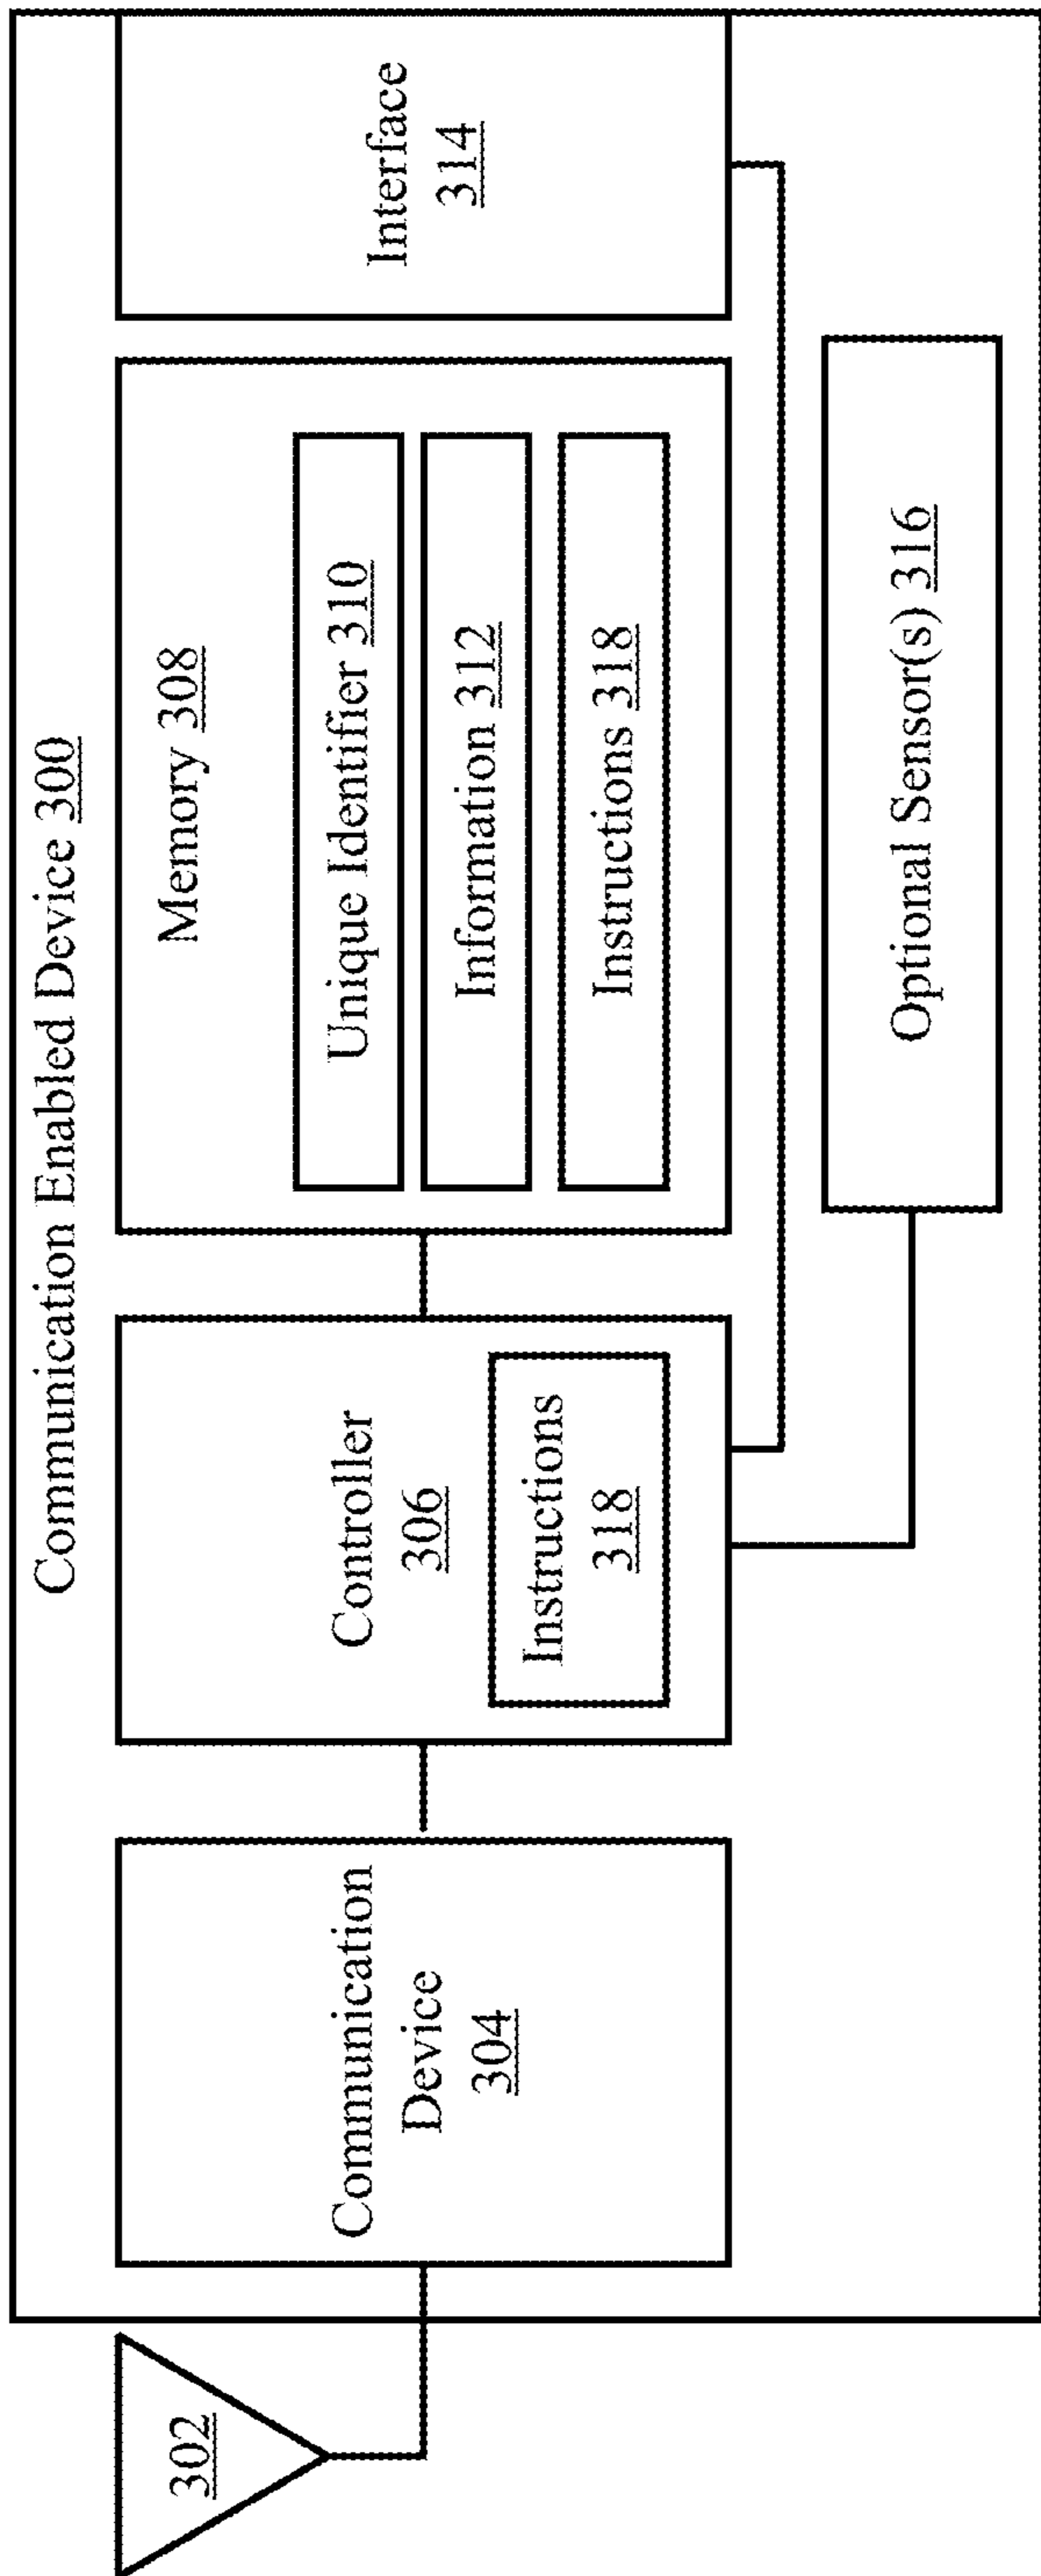 Communication Enabled Device 300
302
Communication
Device
304
Controller
306
Instructions
318
Memory 308
Unique Identifier 310
Information 312
Instructions 318
Interface
314
Optional Sensor(s) 316